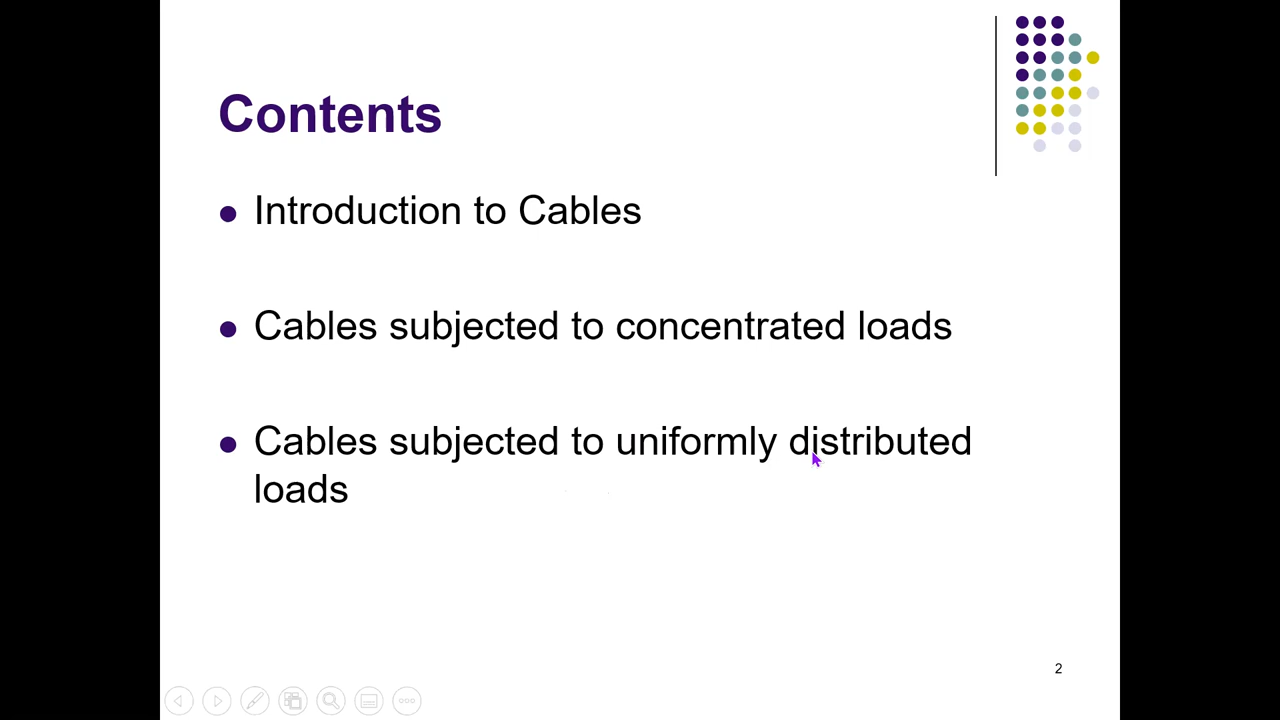 Contents
Introduction to Cables
Cables subjected to concentrated loads
Cables subjected to uniformly distributed
loads
2